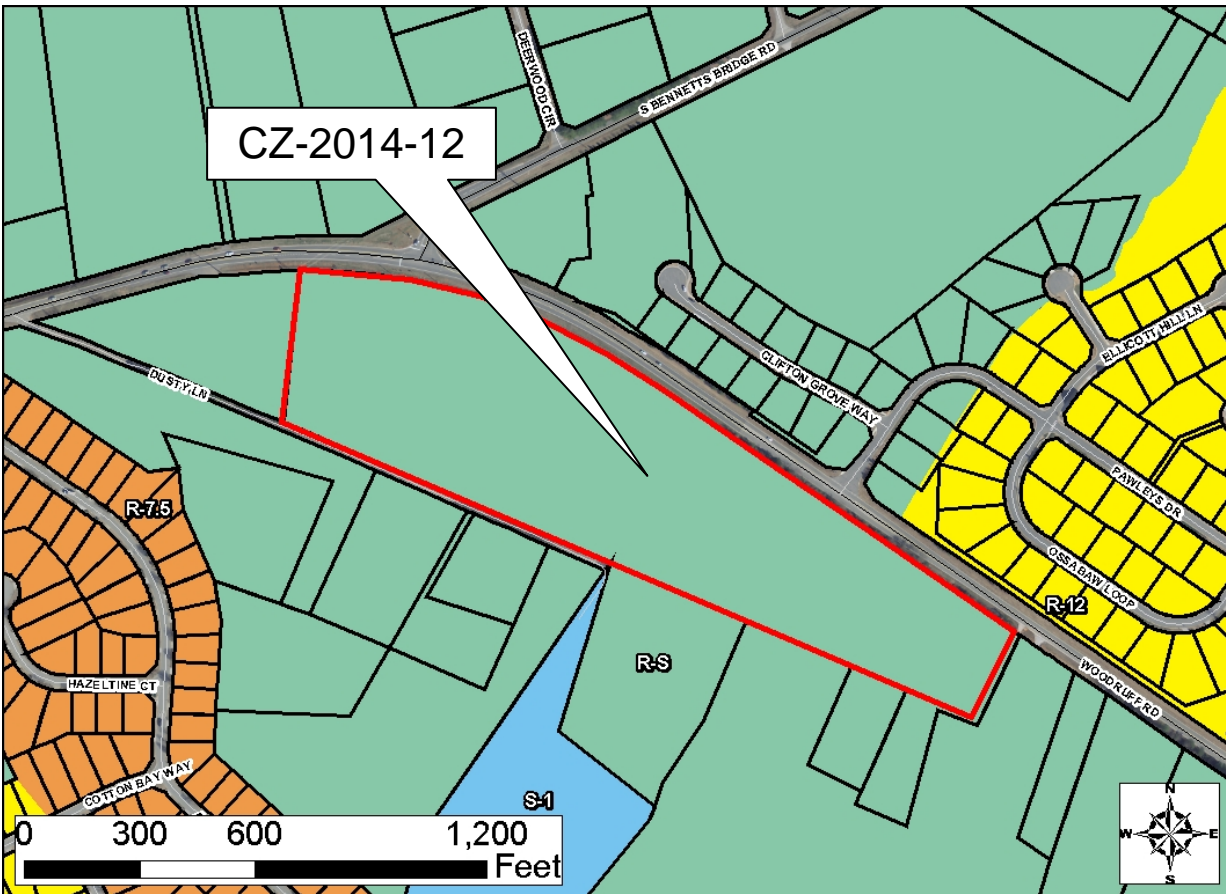 DEERWOOD CIR
S BENNETTS BRIDGE RD
CZ-2014-12
ELLICOTT HILL LN
CLIFTON GROVE WAY
DUSTY LN
PAWLEYS DR
R-7.5
OSSABAW LOOP
R-12
R-S
WOODRUFF RD
HAZELTINE CT
COTTON BAY WAY
S-1
N
W E
S
0 300 600 1,200
Feet